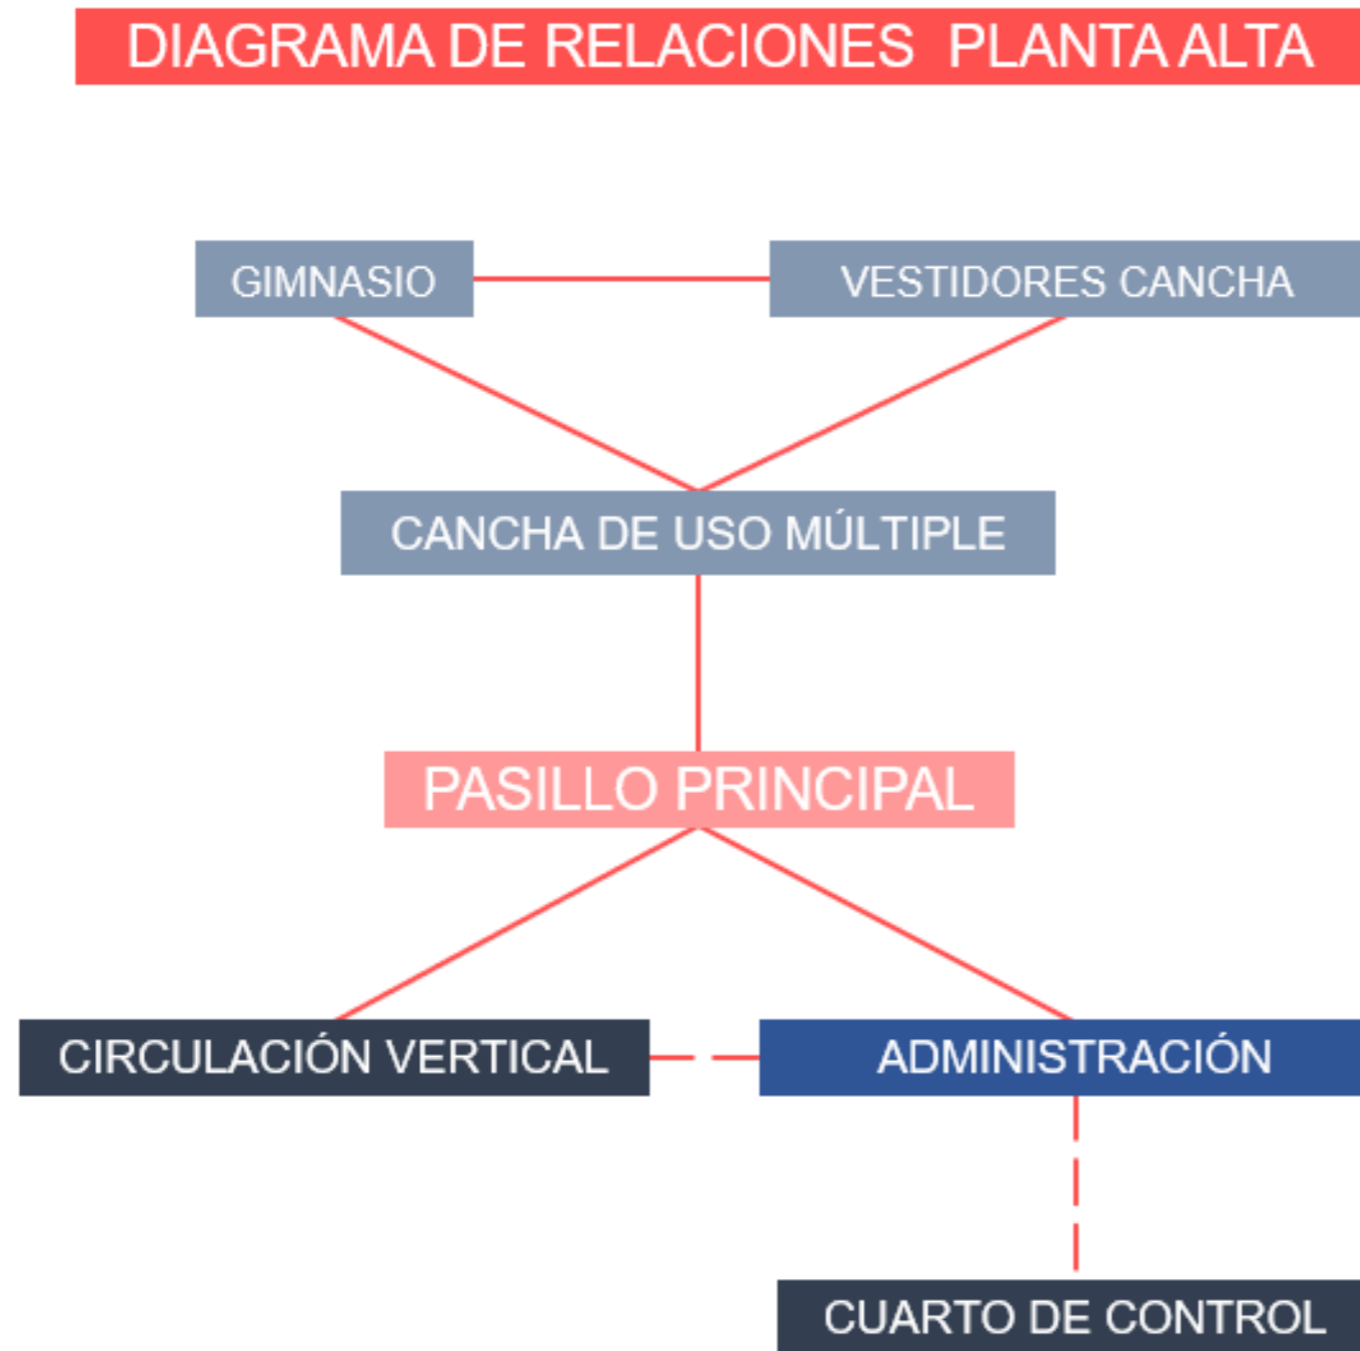 DIAGRAMA DE RELACIONES PLANTA ALTA
GIMNASIO
VESTIDORES CANCHA
CANCHA DE USO MÚLTIPLE
PASILLO PRINCIPAL
CIRCULACIÓN VERTICAL
ADMINISTRACIÓN
CUARTO DE CONTROL